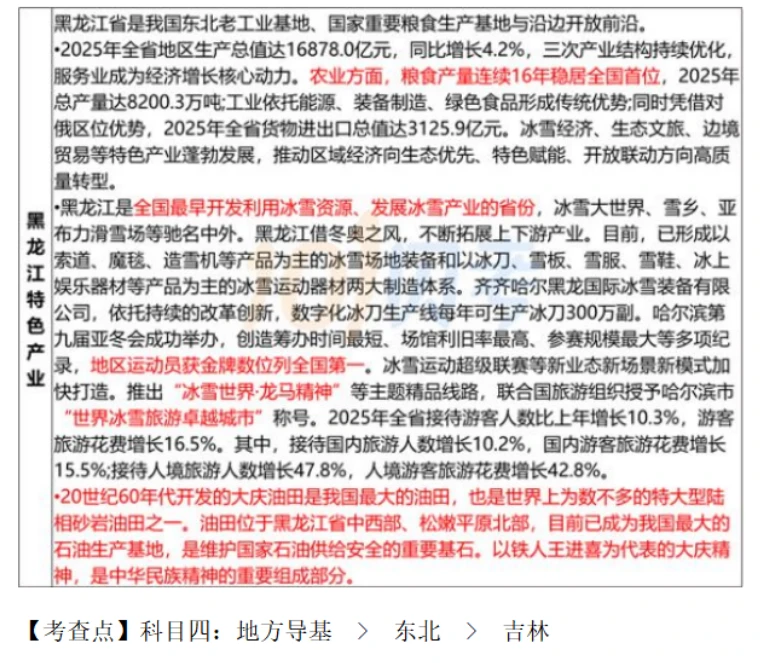 黑龙江省是我国东北老工业基地、国家重要粮食生产基地与沿边开放前沿。
•2025年全省地区生产总值达16878.0亿元，同比增长4.2%，三次产业结构持续优化，
服务业成为经济增长核心动力。农业方面，粮食产量连续16年稳居全国首位，2025年
总产量达8200.3万吨;工业依托能源、装备制造、绿色食品形成传统优势;同时凭借对
俄区位优势，2025年全省货物进出口总值达3125.9亿元。冰雪经济、生态文旅、边境
贸易等特色产业蓬勃发展，推动区域经济向生态优先、特色赋能、开放联动方向高质
量转型。
黑龙江特色产业
•黑龙江是全国最早开发利用冰雪资源、发展冰雪产业的省份，冰雪大世界、雪乡、亚
布力滑雪场等驰名中外。黑龙江借冬奥之风，不断拓展上下游产业。目前，已形成以
索道、魔毯、造雪机等产品为主的冰雪场地装备和以冰刀、雪板、雪服、雪鞋、冰上
娱乐器材等产品为主的冰雪运动器材两大制造体系。齐齐哈尔黑龙国际冰雪装备有限
公司，依托持续的改革创新，数字化冰刀生产线每年可生产冰刀300万副。哈尔滨第
九届亚冬会成功举办，创造筹办时间最短、场馆利旧率最高、参赛规模最大等多项纪
录，地区运动员获金牌数位列全国第一。冰雪运动超级联赛等新业态新场景新模式加
快打造。推出“冰雪世界·龙马精神”等主题精品线路，联合国旅游组织授予哈尔滨市
“世界冰雪旅游卓越城市”称号。2025年全省接待游客人数比上年增长10.3%，游客
旅游花费增长16.5%。其中，接待国内旅游人数增长10.2%，国内游客旅游花费增长
15.5%;接待入境旅游人数增长47.8%，入境游客旅游花费增长42.8%。
•20世纪60年代开发的大庆油田是我国最大的油田，也是世界上为数不多的特大型陆
相砂岩油田之一。油田位于黑龙江省中西部、松嫩平原北部，目前已成为我国最大的
石油生产基地，是维护国家石油供给安全的重要基石。以铁人王进喜为代表的大庆精
神，是中华民族精神的重要组成部分。
【考查点】科目四：地方导基 > 东北 > 吉林